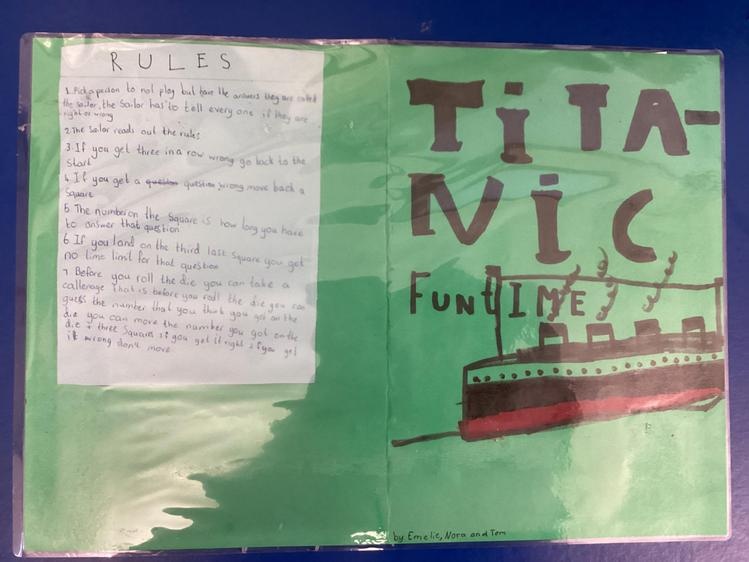 RULES
1. Pick a person to not play but have the answers they are called
the sailor, the Sailor has to tell every one if they are
right or wrong
2. The Sailor reads out the rules
3. If you get three in a row wrong go back to the
Start
4. If you get a question question wrong move back a
Square
5 The number on the Square is how long you have
to answer that question
6 If you land on the third last square you get
no time limit for that question
7 Before you roll the die you can take a
callenge that is before you roll the die you can
guess the number that you think you got on the
die you can move the number you got on the
die + three Squares if you get it right & if you get
it wrong don't move
TiTA-
NiC
FUNtIME
by Emelie, Nora and Tom